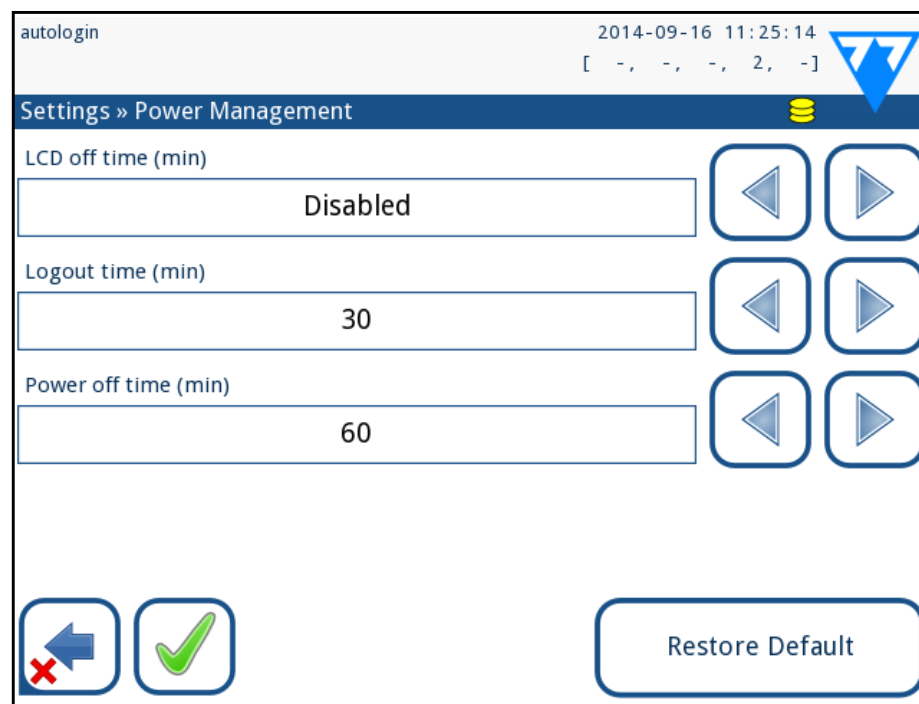 autologin
2014-09-16 11:25:14
[ -, -, -, 2, -]
Settings » Power Management
LCD off time (min)
Disabled
Logout time (min)
30
Power off time (min)
60
Restore Default